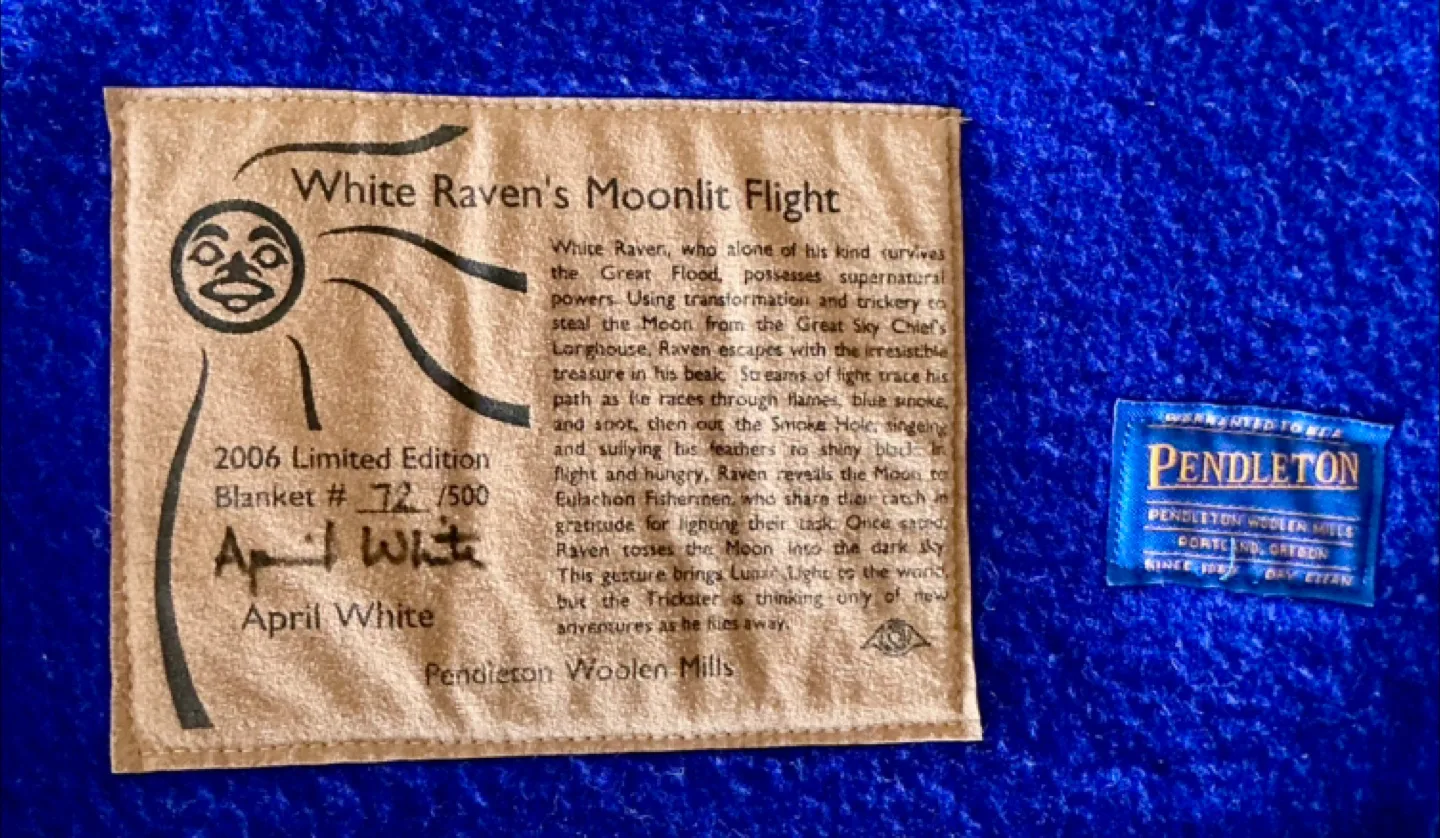 White Raven's Moonlit Flight
White Raven, who alone of his kind survives
the Great Flood, possesses supernatural
powers. Using transformation and trickery to
steal the Moon from the Great Sky Chief's
Longhouse, Raven escapes with the irresistible
treasure in his beak. Streams of light trace his
path as he races through flames, blue smoke,
and soot, then out the Smoke Hole, singeing
and sullying his feathers to shiny black. In
flight and hungry, Raven reveals the Moon to
Eulachon Fishermen, who share their catch in
gratitude for lighting their task. Once sated,
Raven tosses the Moon into the dark sky
This gesture brings Lunar Light to the world,
but the Trickster is thinking only of new
adventures as he flies away.
2006 Limited Edition
Blanket # 72 /500
April White
April White
Pendleton Woolen Mills
WARRANTED TO BE A
PENDLETON
PENDLETON WOOLEN MILLS
PORTLAND, OREGON
SINCE DRY CLEAN